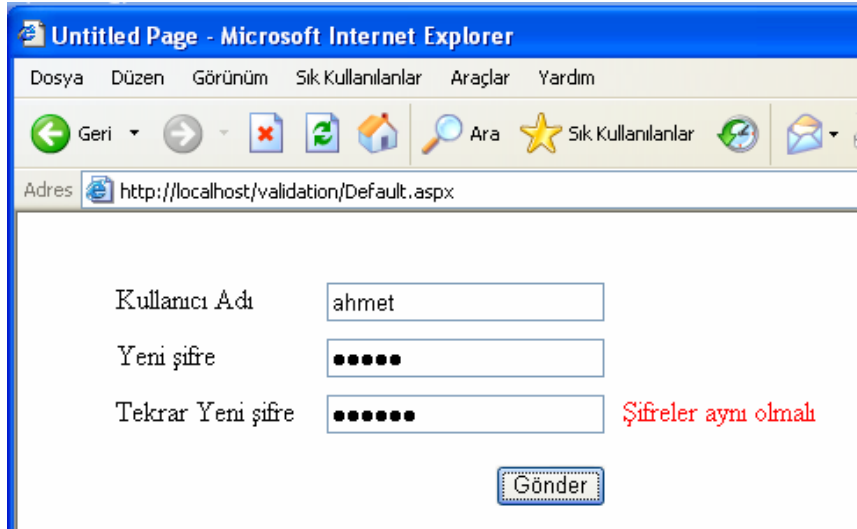 Untitled Page - Microsoft Internet Explorer
Dosya Düzen Görünüm Sık Kullanılanlar Araçlar Yardım
Geri Ara Sık Kullanılanlar
Adres http://localhost/validation/Default.aspx
Kullanıcı Adı ahmet
Yeni şifre ●●●●●
Tekrar Yeni şifre ●●●●●● Şifreler aynı olmalı
Gönder